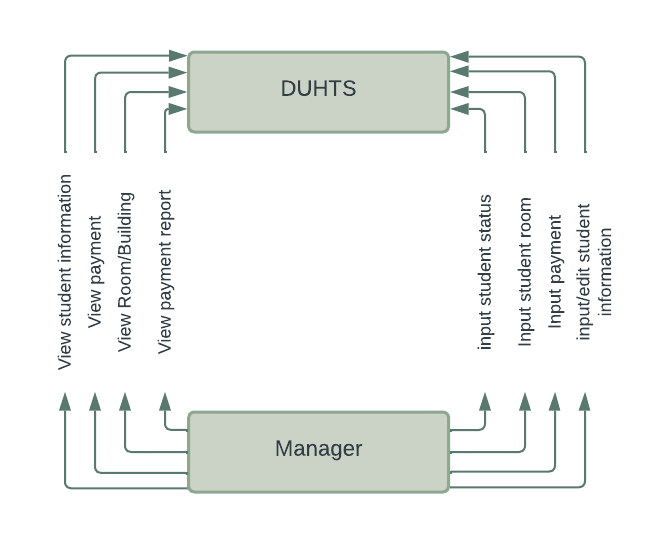 DUHTS
View student information
View payment
View Room/Building
View payment report
input student status
Input student room
Input payment
input/edit student
information
Manager